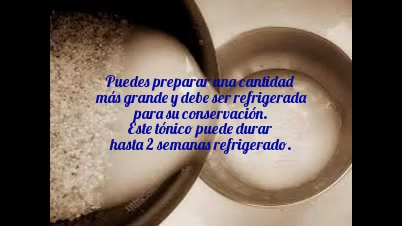 Puedes preparar una cantidad
más grande y debe ser refrigerada
para su conservación.
Este tónico puede durar
hasta 2 semanas refrigerado.